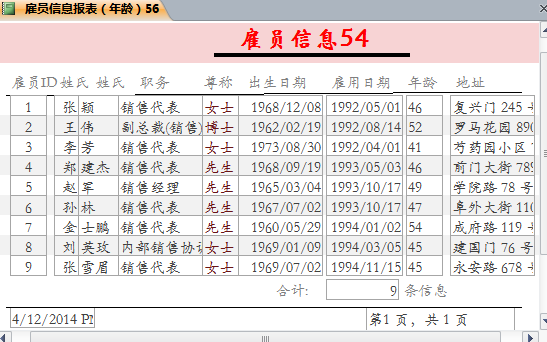 雇员信息报表（年龄）56
雇员信息54
雇员ID 姓氏 姓氏 职务 尊称 出生日期 雇用日期 年龄 地址
1 张 颖 销售代表 女士 1968/12/08 1992/05/01 46 复兴门 245 号
2 王 伟 副总裁(销售) 博士 1962/02/19 1992/08/14 52 罗马花园 890
3 李 芳 销售代表 女士 1973/08/30 1992/04/01 41 芍药园小区
4 郑 建杰 销售代表 先生 1968/09/19 1993/05/03 46 前门大街 789
5 赵 军 销售经理 先生 1965/03/04 1993/10/17 49 学院路 78 号
6 孙 林 销售代表 先生 1967/07/02 1993/10/17 47 阜外大街 110
7 金 士鹏 销售代表 先生 1960/05/29 1994/01/02 54 成府路 119 号
8 刘 英玫 内部销售协 女士 1969/01/09 1994/03/05 45 建国门 76 号
9 张 雪眉 销售代表 女士 1969/07/02 1994/11/15 45 永安路 678 号
合计: 9 条信息
4/12/2014 第1 页，共 1 页